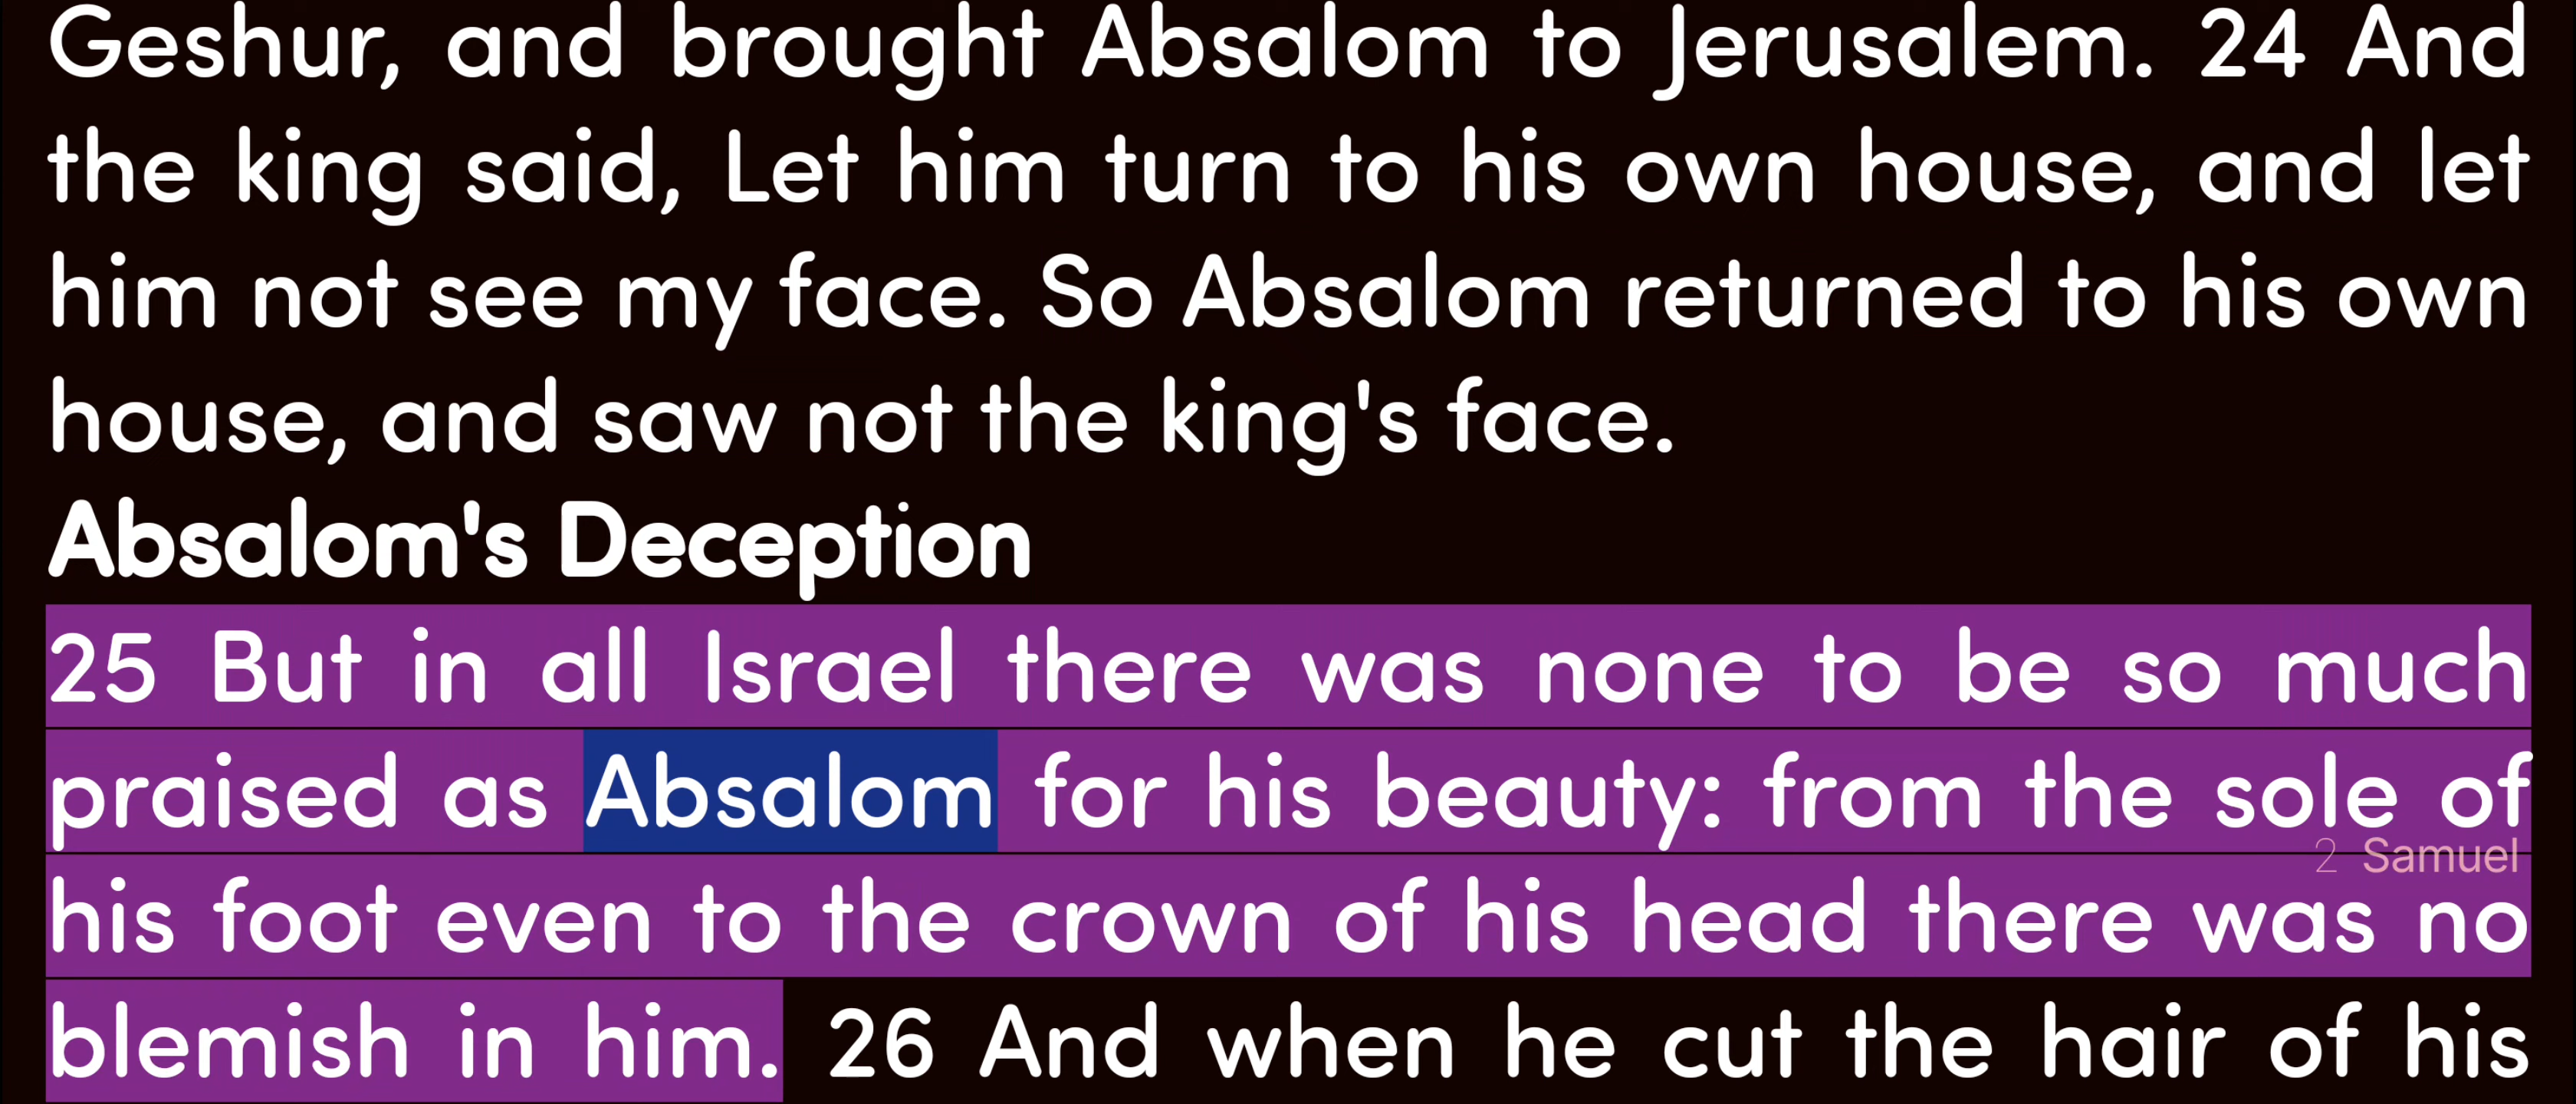 Geshur, and brought Absalom to Jerusalem. 24 And
the king said, Let him turn to his own house, and let
him not see my face. So Absalom returned to his own
house, and saw not the king's face.
Absalom's Deception
25 But in all Israel there was none to be so much
praised as Absalom for his beauty: from the sole of
2 Samuel
his foot even to the crown of his head there was no
blemish in him. 26 And when he cut the hair of his